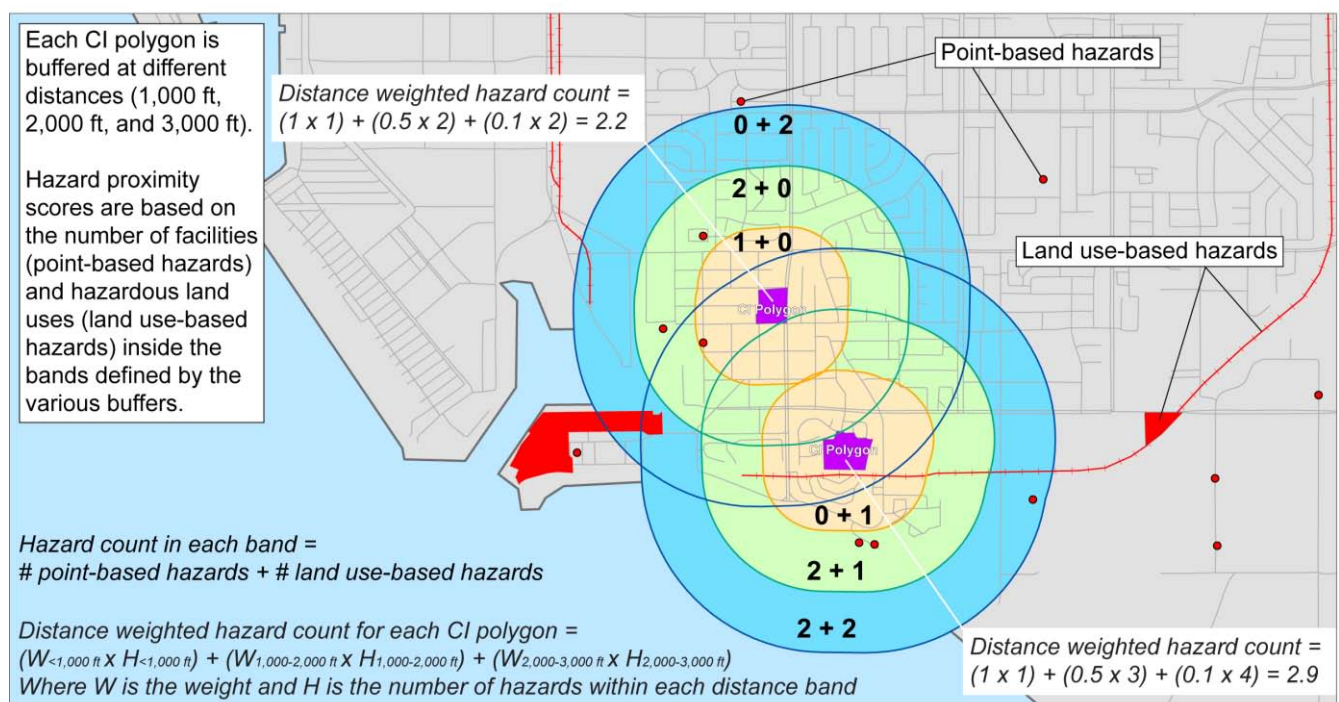 Each CI polygon is
buffered at different
distances (1,000 ft,
2,000 ft, and 3,000 ft).
Hazard proximity
scores are based on
the number of facilities
(point-based hazards)
and hazardous land
uses (land use-based
hazards) inside the
bands defined by the
various buffers.
Distance weighted hazard count =
(1 x 1) + (0.5 x 2) + (0.1 x 2) = 2.2
Point-based hazards
0 + 2
2 + 0
1 + 0
Land use-based hazards
CI Polygon
CI Polygon
0 + 1
2 + 1
2 + 2
Hazard count in each band =
# point-based hazards + # land use-based hazards
Distance weighted hazard count for each CI polygon =
(W<1,000 ft x H<1,000 ft) + (W1,000-2,000 ft x H1,000-2,000 ft) + (W2,000-3,000 ft x H2,000-3,000 ft)
Where W is the weight and H is the number of hazards within each distance band
Distance weighted hazard count =
(1 x 1) + (0.5 x 3) + (0.1 x 4) = 2.9